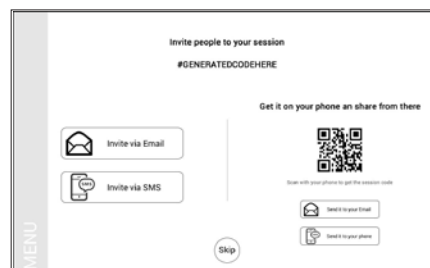 Invite people to your session
#GENERATEDCODEHERE
Get it on your phone an share from there
Invite via Email
SMS
Invite via SMS
Scan with your phone to get the session code
Send it to your Email
SMS
Send it to your phone
Skip
MENU